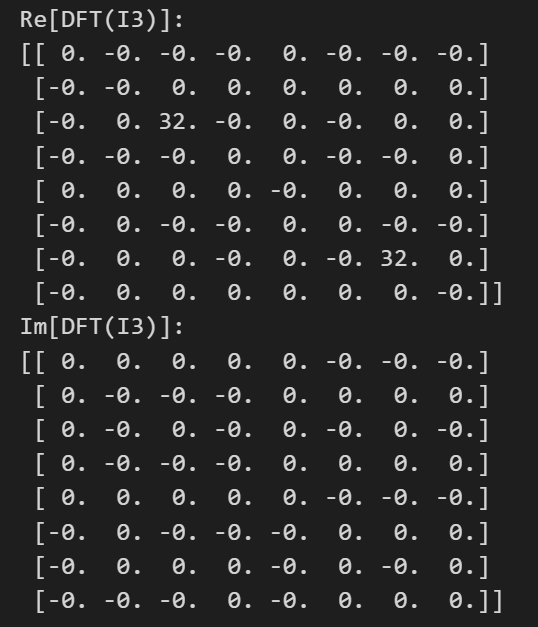 Re[DFT(I3)]:
[[ 0. -0. -0. -0.  0. -0. -0. -0.]
 [-0. -0.  0.  0.  0.  0.  0.  0.]
 [-0.  0. 32. -0.  0. -0.  0.  0.]
 [-0. -0. -0.  0.  0. -0. -0.  0.]
 [ 0.  0.  0.  0. -0.  0.  0.  0.]
 [-0.  0. -0. -0.  0.  0. -0. -0.]
 [-0.  0.  0. -0.  0. -0. 32.  0.]
 [-0.  0.  0.  0.  0.  0.  0. -0.]]
Im[DFT(I3)]:
[[ 0.  0.  0.  0.  0. -0. -0. -0.]
 [ 0. -0. -0. -0.  0.  0.  0.  0.]
 [ 0. -0.  0. -0.  0. -0.  0. -0.]
 [ 0. -0. -0. -0.  0.  0.  0.  0.]
 [ 0.  0.  0.  0.  0. -0. -0. -0.]
 [-0.  0. -0. -0. -0.  0.  0.  0.]
 [-0.  0.  0.  0. -0.  0. -0.  0.]
 [-0. -0. -0.  0. -0.  0.  0.  0.]]